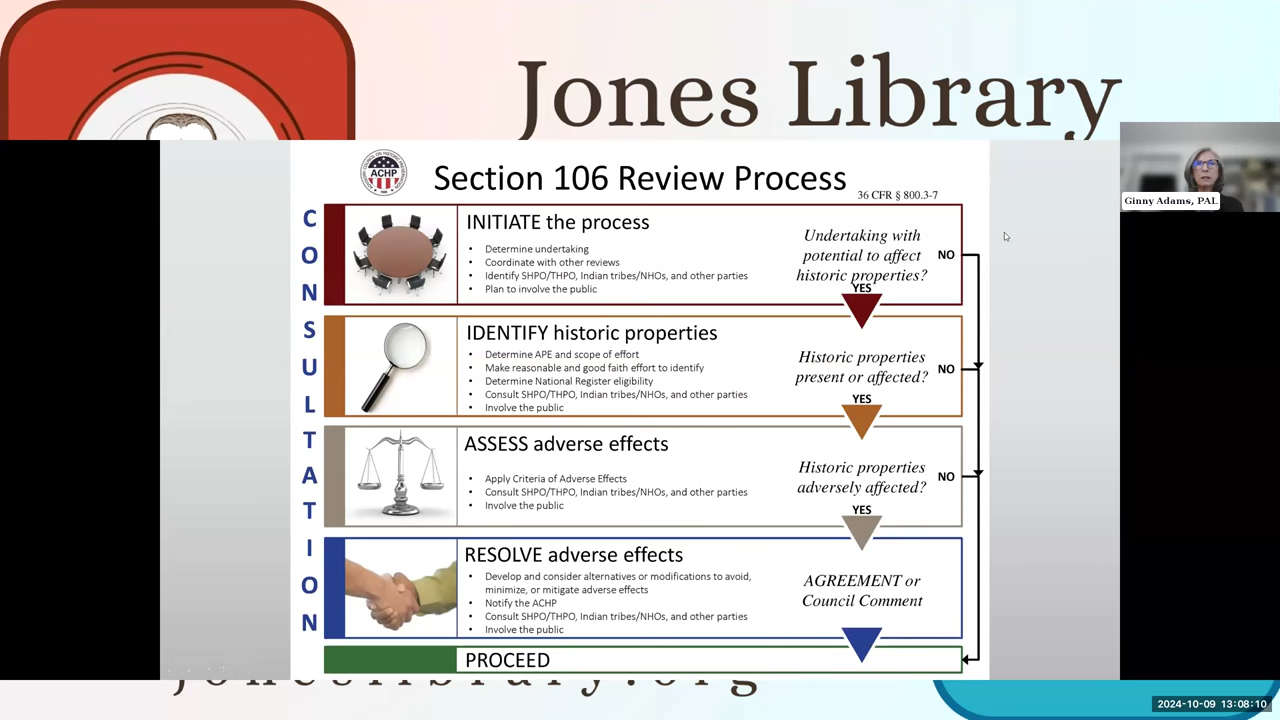 Jones Library
ACHP
Section 106 Review Process
36 CFR § 800.3-7
Ginny Adams, PAL
CONSULTATION
INITIATE the process
• Determine undertaking
• Coordinate with other reviews
• Identify SHPO/THPO, Indian tribes/NHOs, and other parties
• Plan to involve the public
Undertaking with
potential to affect
historic properties?
NO
YES
IDENTIFY historic properties
• Determine APE and scope of effort
• Make reasonable and good faith effort to identify
• Determine National Register eligibility
• Consult SHPO/THPO, Indian tribes/NHOs, and other parties
• Involve the public
Historic properties
present or affected?
NO
YES
ASSESS adverse effects
• Apply Criteria of Adverse Effects
• Consult SHPO/THPO, Indian tribes/NHOs, and other parties
• Involve the public
Historic properties
adversely affected?
NO
YES
RESOLVE adverse effects
• Develop and consider alternatives or modifications to avoid,
minimize, or mitigate adverse effects
• Notify the ACHP
• Consult SHPO/THPO, Indian tribes/NHOs, and other parties
• Involve the public
AGREEMENT or
Council Comment
PROCEED
joneslibrary.org
2024-10-09 13:08:10